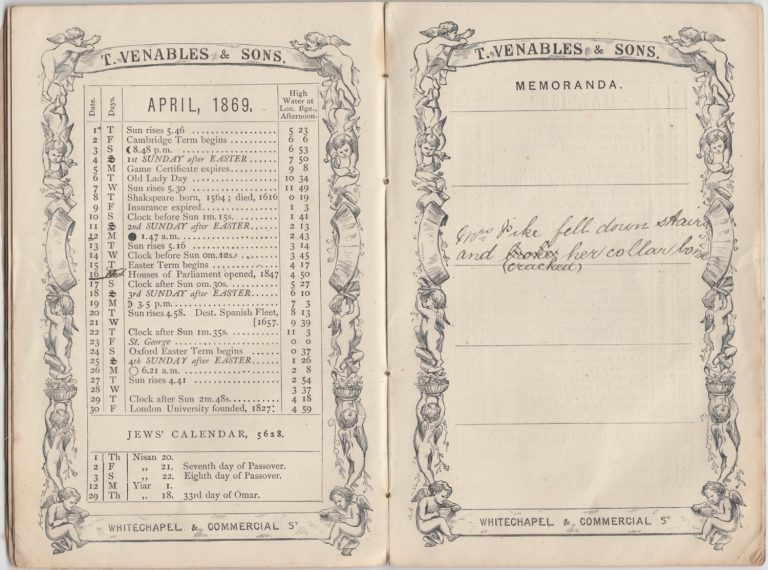 T. VENABLES & SONS.
Date. Days. APRIL, 1869. High Water at Lon. Bge., Afternoon.
1 T Sun rises 5.46 .................... 5 23
2 F Cambridge Term begins ........ 6 6
3 S ☾ 8.48 p.m. .................... 6 53
4 S 1st SUNDAY after EASTER ...... 7 50
5 M Game Certificate expires........ 9 8
6 T Old Lady Day .................. 10 34
7 W Sun rises 5.30 .................. 11 49
8 T Shakspeare born, 1564; died, 1616 0 19
9 F Insurance expired................ 1 3
10 S Clock before Sun 1m. 15s. ........ 1 41
11 S 2nd SUNDAY after EASTER...... 2 13
12 M ● 1.47 a.m. .................... 2 43
13 T Sun rises 5.16 .................. 3 14
14 W Clock before Sun 0m.12s. ........ 3 45
15 T Easter Term begins .............. 4 17
16 Houses of Parliament opened, 1847 4 50
17 S Clock after Sun 0m. 30s. ........ 5 27
18 S 3rd SUNDAY after EASTER...... 6 10
19 M ☽ 3.5 p.m. .................... 7 3
20 T Sun rises 4.58. Dest. Spanish Fleet, 8 13
21 W [1657. 9 39
22 T Clock after Sun 1m. 35s. ........ 11 3
23 F St. George ...................... 0 0
24 S Oxford Easter Term begins ...... 0 37
25 S 4th SUNDAY after EASTER...... 1 26
26 M ○ 6.21 a.m. .................... 2 8
27 T Sun rises 4.41 .................. 2 54
28 W 3 37
29 T Clock after Sun 2m. 48s. ........ 4 18
30 F London University founded, 1827. 4 59
JEWS' CALENDAR, 5628.
1 Th Nisan 20.
2 F ,, 21. Seventh day of Passover.
3 S ,, 22. Eighth day of Passover.
12 M Yiar 1.
29 Th ,, 18. 33rd day of Omar.
WHITECHAPEL & COMMERCIAL ST
T. VENABLES & SONS.
MEMORANDA.
Mrs Pike fell down stair
and broke her collar bone
(cracked)
WHITECHAPEL & COMMERCIAL ST